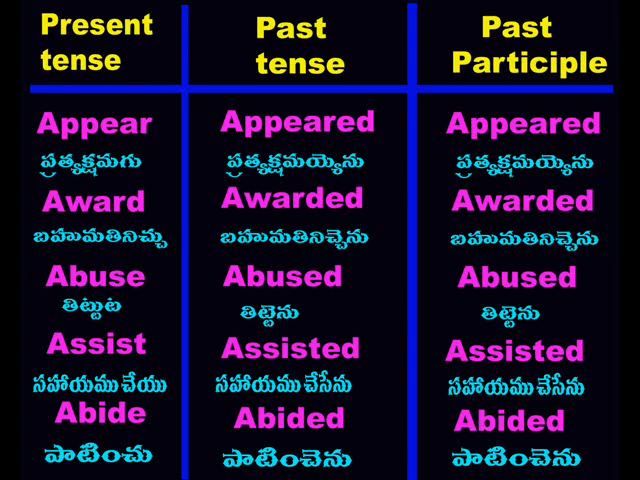 Present tense
Past tense
Past Participle
Appear
Appeared
Appeared
ప్రత్యక్షమగు
ప్రత్యక్షమయ్యెను
ప్రత్యక్షమయ్యెను
Award
Awarded
Awarded
బహుమతినిచ్చు
బహుమతినిచ్చెను
బహుమతినిచ్చెను
Abuse
Abused
Abused
తిట్టుట
తిట్టెను
తిట్టెను
Assist
Assisted
Assisted
సహాయము చేయు
సహాయము చేసేను
సహాయము చేసేను
Abide
Abided
Abided
పాటించు
పాటించెను
పాటించెను